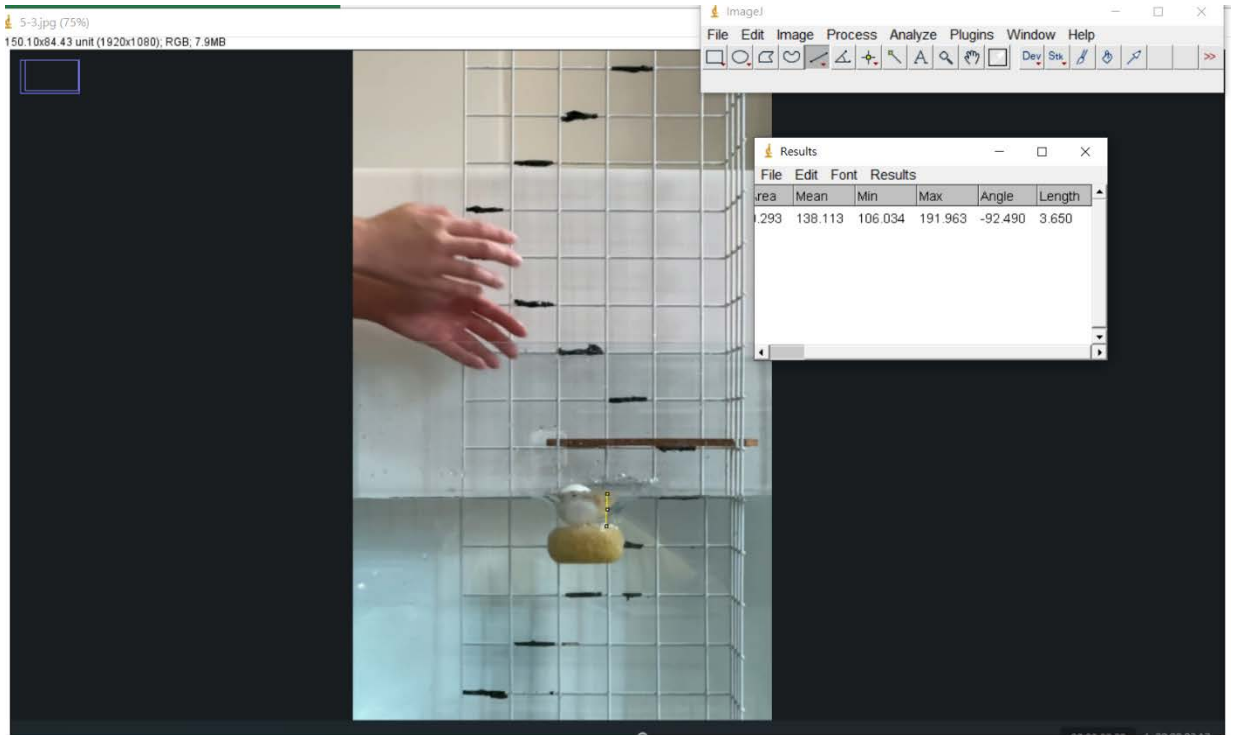 5-3.jpg (75%)
150.10x84.43 unit (1920x1080); RGB; 7.9MB
ImageJ
File Edit Image Process Analyze Plugins Window Help
A Dev Stk >>
Results
File Edit Font Results
rea Mean Min Max Angle Length
.293 138.113 106.034 191.963 -92.490 3.650